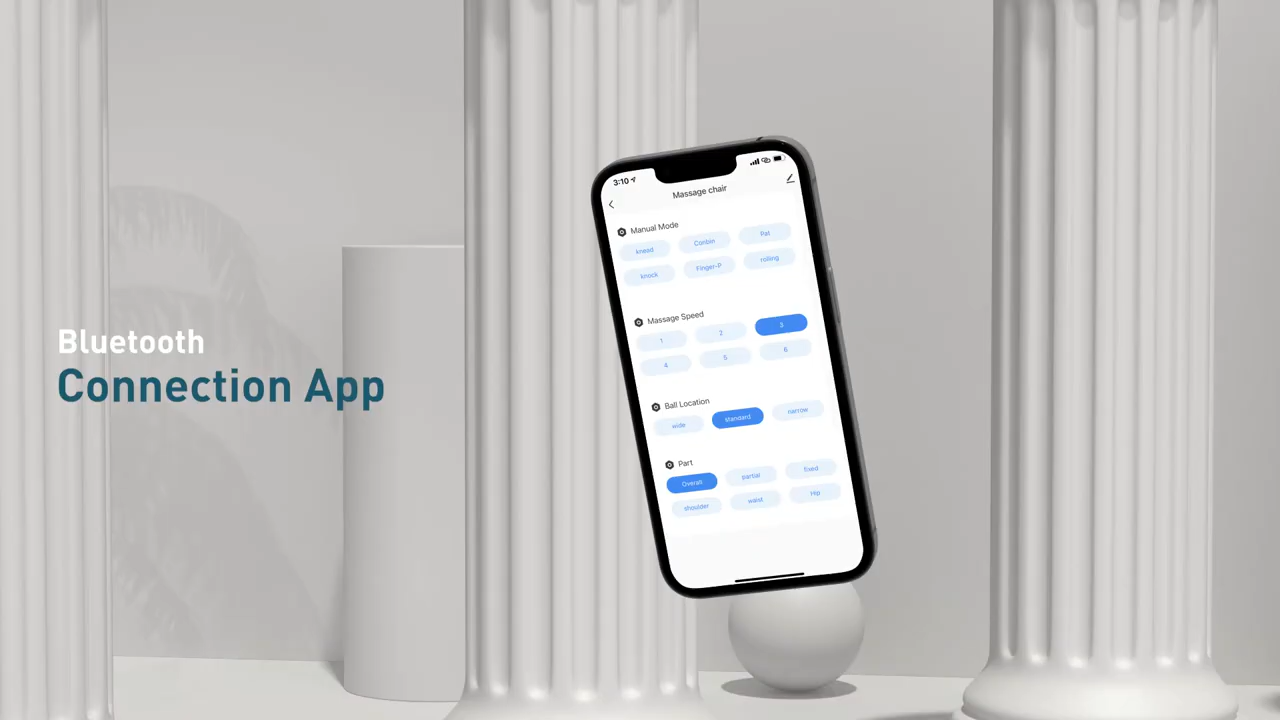 Bluetooth
Connection App
3:10
Massage chair
Manual Mode
knead Conbin Pat
knock Finger-P rolling
Massage Speed
1 2 3
4 5 6
Ball Location
wide standard narrow
Part
Overall partial fixed
shoulder waist Hip